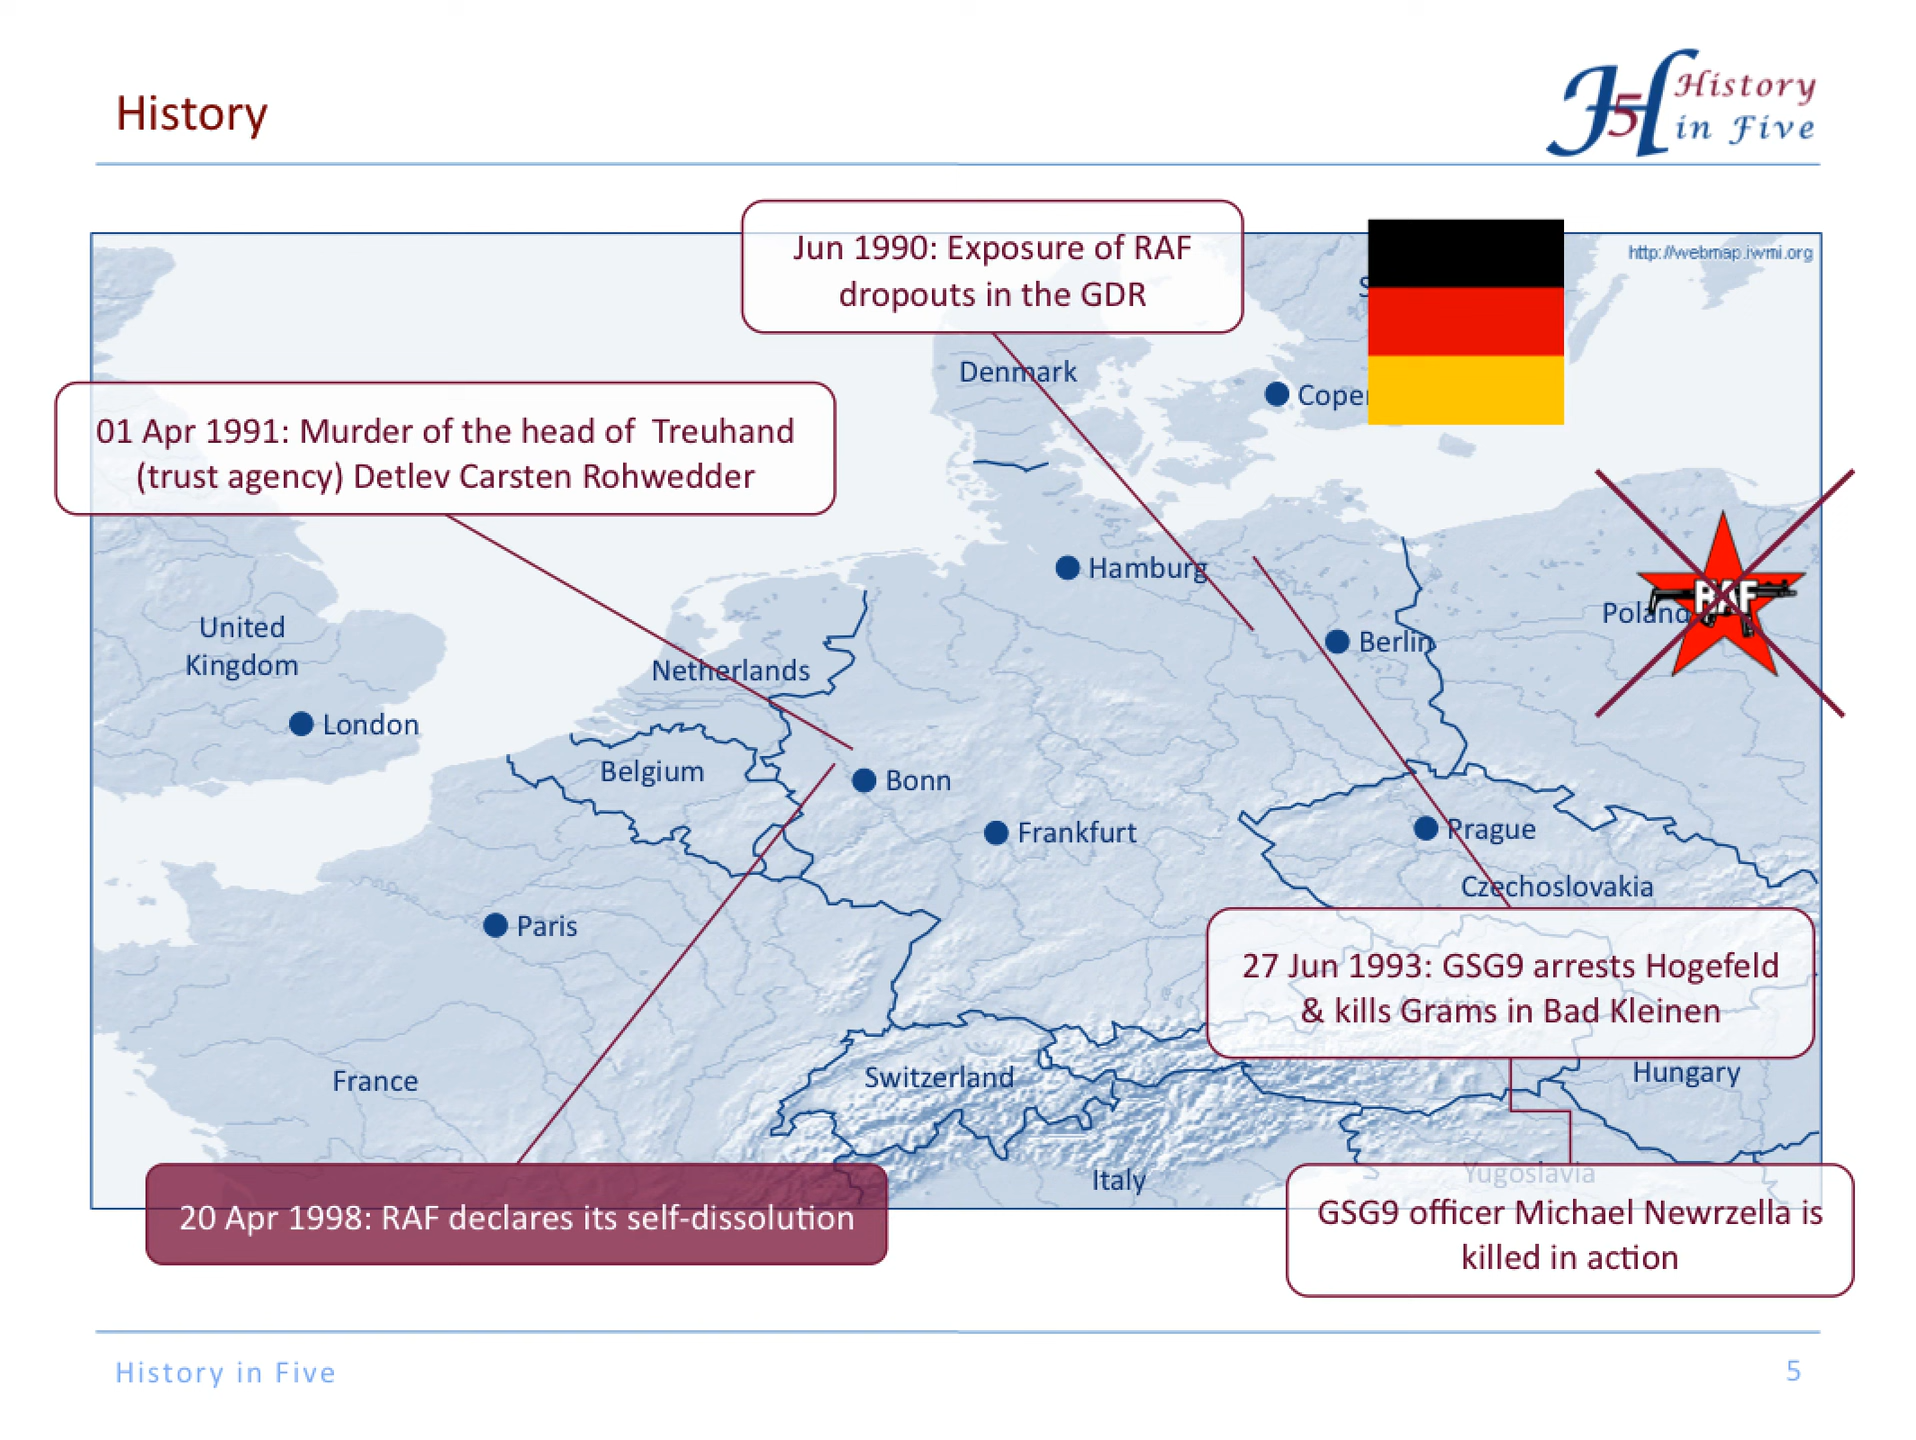 History
History
in Five
H5
Jun 1990: Exposure of RAF
dropouts in the GDR
http://webmap.iwmi.org
Denmark
01 Apr 1991: Murder of the head of Treuhand
(trust agency) Detlev Carsten Rohwedder
Hamburg
United
Kingdom
Poland
RAF
Berlin
Netherlands
London
Belgium
Bonn
Frankfurt
Prague
Czechoslovakia
Paris
27 Jun 1993: GSG9 arrests Hogefeld
& kills Grams in Bad Kleinen
Austria
France
Switzerland
Hungary
Italy
Yugoslavia
20 Apr 1998: RAF declares its self-dissolution
GSG9 officer Michael Newrzella is
killed in action
History in Five
5